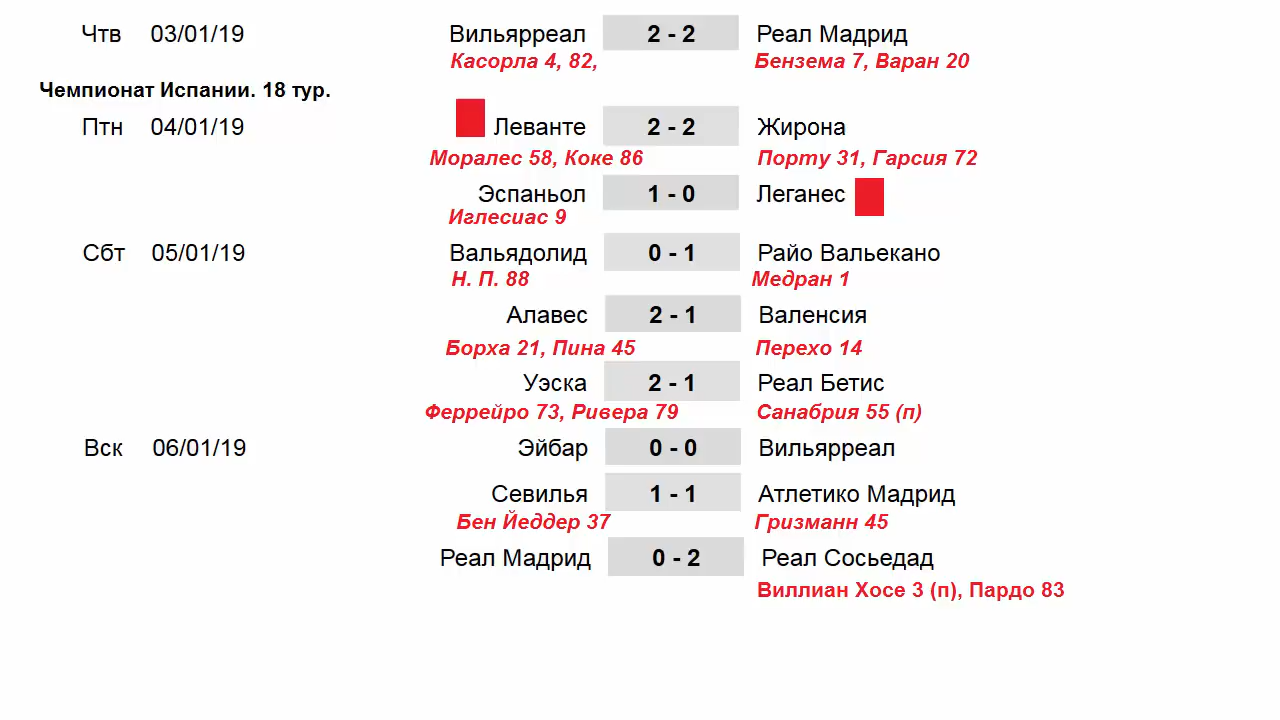 Чтв 03/01/19 Вильярреал 2 - 2 Реал Мадрид
Касорла 4, 82, Бензема 7, Варан 20
Чемпионат Испании. 18 тур.
Птн 04/01/19 Леванте 2 - 2 Жирона
Моралес 58, Коке 86 Порту 31, Гарсия 72
Эспаньол 1 - 0 Леганес
Иглесиас 9
Сбт 05/01/19 Вальядолид 0 - 1 Райо Вальекано
Н. П. 88 Медран 1
Алавес 2 - 1 Валенсия
Борха 21, Пина 45 Перехо 14
Уэска 2 - 1 Реал Бетис
Феррейро 73, Ривера 79 Санабрия 55 (п)
Вск 06/01/19 Эйбар 0 - 0 Вильярреал
Севилья 1 - 1 Атлетико Мадрид
Бен Йеддер 37 Гризманн 45
Реал Мадрид 0 - 2 Реал Сосьедад
Виллиан Хосе 3 (п), Пардо 83